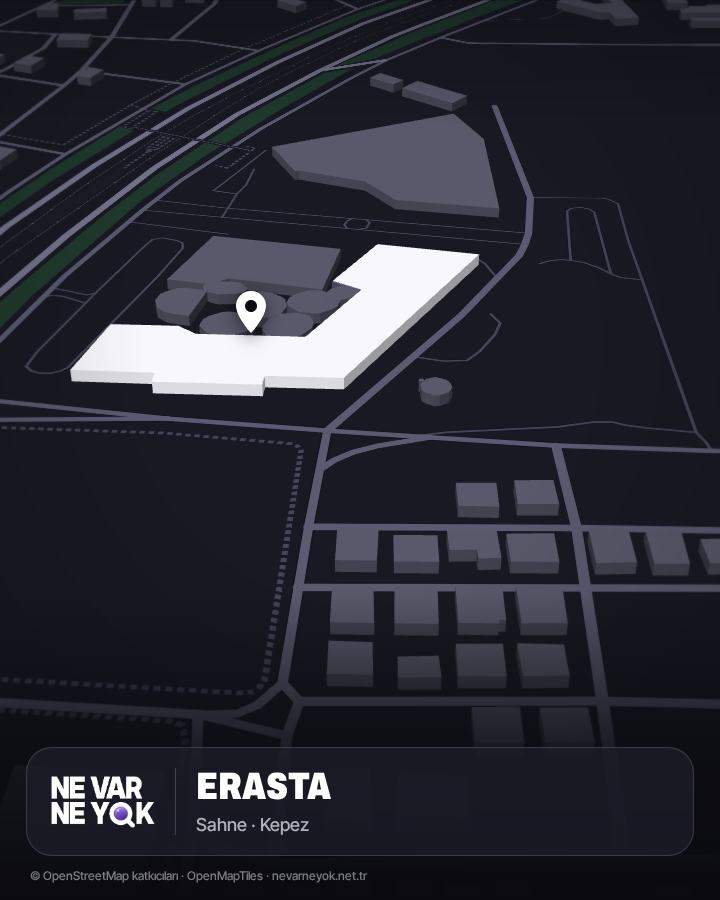 NE VAR
NE YOK
ERASTA
Sahne · Kepez
© OpenStreetMap katkıcıları · OpenMapTiles · nevarneyok.net.tr